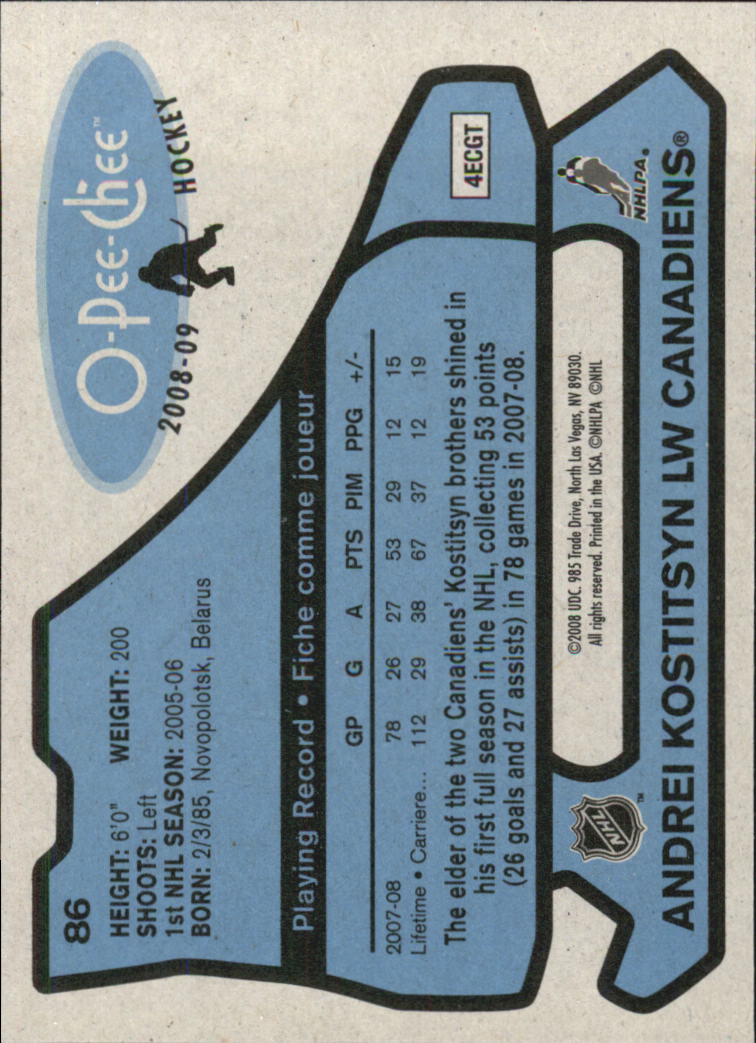 86
O-Pee-Chee™
2008-09 HOCKEY
HEIGHT: 6'0" WEIGHT: 200
SHOOTS: Left
1st NHL SEASON: 2005-06
BORN: 2/3/85, Novopolotsk, Belarus
Playing Record • Fiche comme joueur
GP G A PTS PIM PPG +/-
2007-08 78 26 27 53 29 12 15
Lifetime • Carriere... 112 29 38 67 37 12 19
The elder of the two Canadiens' Kostitsyn brothers shined in
his first full season in the NHL, collecting 53 points
(26 goals and 27 assists) in 78 games in 2007-08.
4ECGT
©2008 UDC. 985 Trade Drive, North Las Vegas, NV 89030.
All rights reserved. Printed in the USA. ©NHLPA ©NHL
NHL™
NHLPA®
ANDREI KOSTITSYN LW CANADIENS®